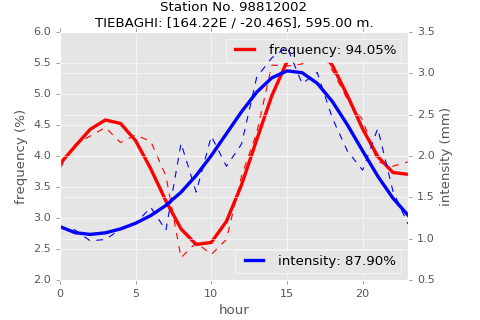 Station No. 98812002
TIEBAGHI: [164.22E / -20.46S], 595.00 m.
6.0
5.5
5.0
4.5
4.0
3.5
3.0
2.5
2.0
frequency (%)
frequency: 94.05%
intensity: 87.90%
3.5
3.0
2.5
2.0
1.5
1.0
0.5
intensity (mm)
0 5 10 15 20
hour